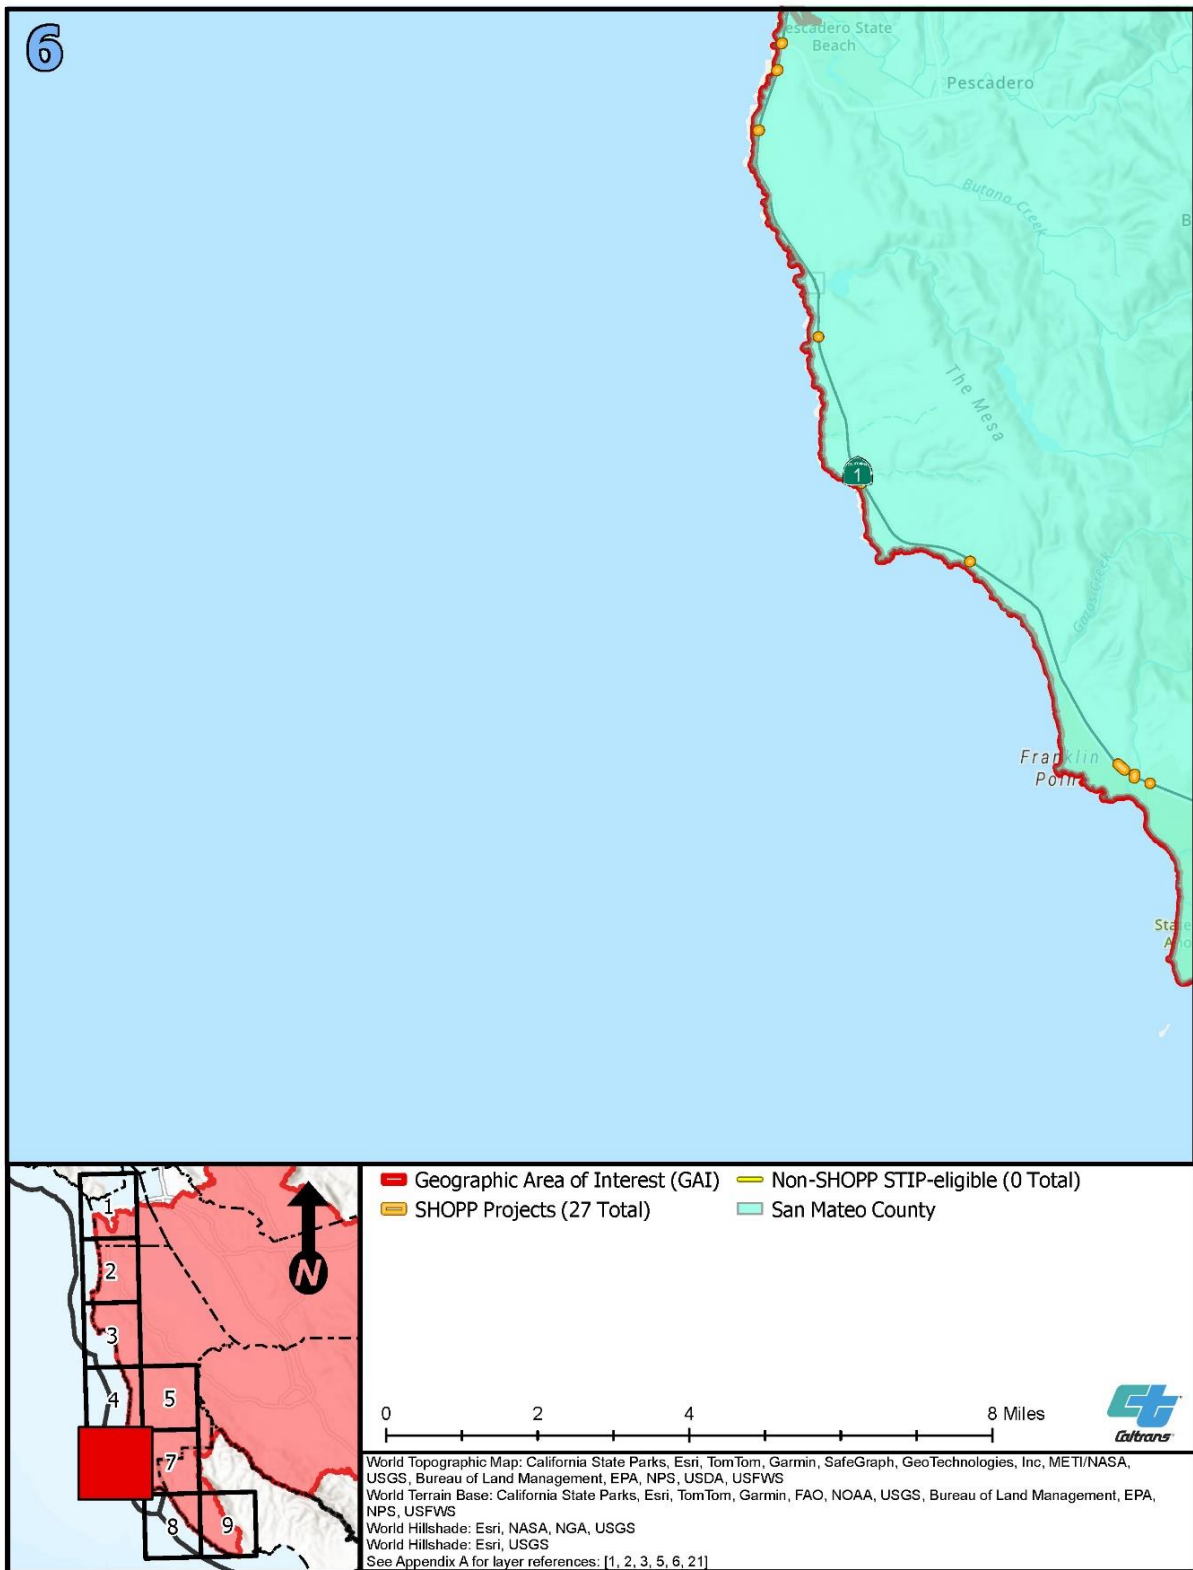 6
Pescadero State
Beach
Pescadero
Butano Creek
B
The Mesa
1
Gazos Creek
Franklin
Poin
State
Año
1
2
3
4
5
7
8
9
N
Geographic Area of Interest (GAI)
Non-SHOPP STIP-eligible (0 Total)
SHOPP Projects (27 Total)
San Mateo County
0 2 4 8 Miles
Caltrans
World Topographic Map: California State Parks, Esri, TomTom, Garmin, SafeGraph, GeoTechnologies, Inc, METI/NASA,
USGS, Bureau of Land Management, EPA, NPS, USDA, USFWS
World Terrain Base: California State Parks, Esri, TomTom, Garmin, FAO, NOAA, USGS, Bureau of Land Management, EPA,
NPS, USFWS
World Hillshade: Esri, NASA, NGA, USGS
World Hillshade: Esri, USGS
See Appendix A for layer references: [1, 2, 3, 5, 6, 21]